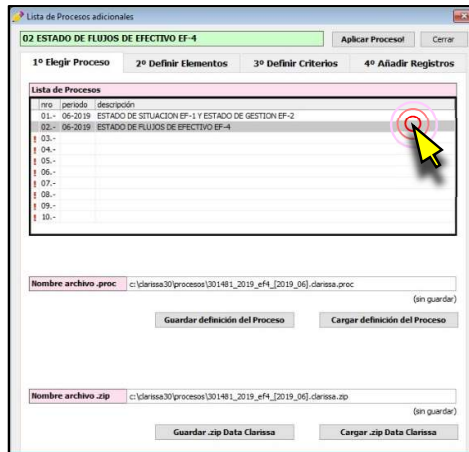 Lista de Procesos adicionales
02 ESTADO DE FLUJOS DE EFECTIVO EF-4 Aplicar Proceso! Cerrar
1º Elegir Proceso 2º Definir Elementos 3º Definir Criterios 4º Añadir Registros
Lista de Procesos
nro periodo descripción
01.- 06-2019 ESTADO DE SITUACION EF-1 Y ESTADO DE GESTION EF-2
02.- 06-2019 ESTADO DE FLUJOS DE EFECTIVO EF-4
! 03.-
! 04.-
! 05.-
! 06.-
! 07.-
! 08.-
! 09.-
! 10.-
Nombre archivo .proc c:\clarissa30\procesos\301481_2019_ef4_[2019_06].clarissa.proc
(sin guardar)
Guardar definición del Proceso Cargar definición del Proceso
Nombre archivo .zip c:\clarissa30\procesos\301481_2019_ef4_[2019_06].clarissa.zip
(sin guardar)
Guardar .zip Data Clarissa Cargar .zip Data Clarissa